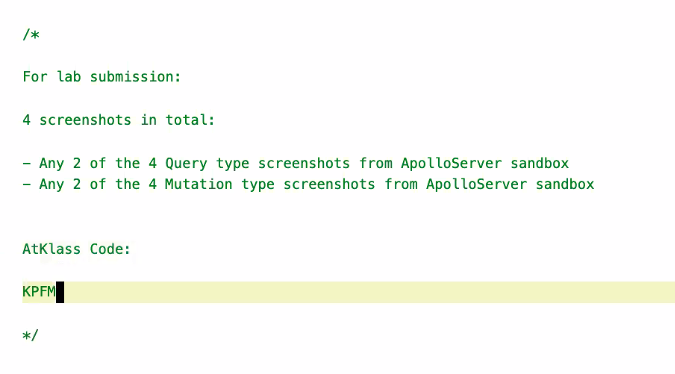 /*
For lab submission:
4 screenshots in total:
- Any 2 of the 4 Query type screenshots from ApolloServer sandbox
- Any 2 of the 4 Mutation type screenshots from ApolloServer sandbox
AtKlass Code:
KPFM
*/